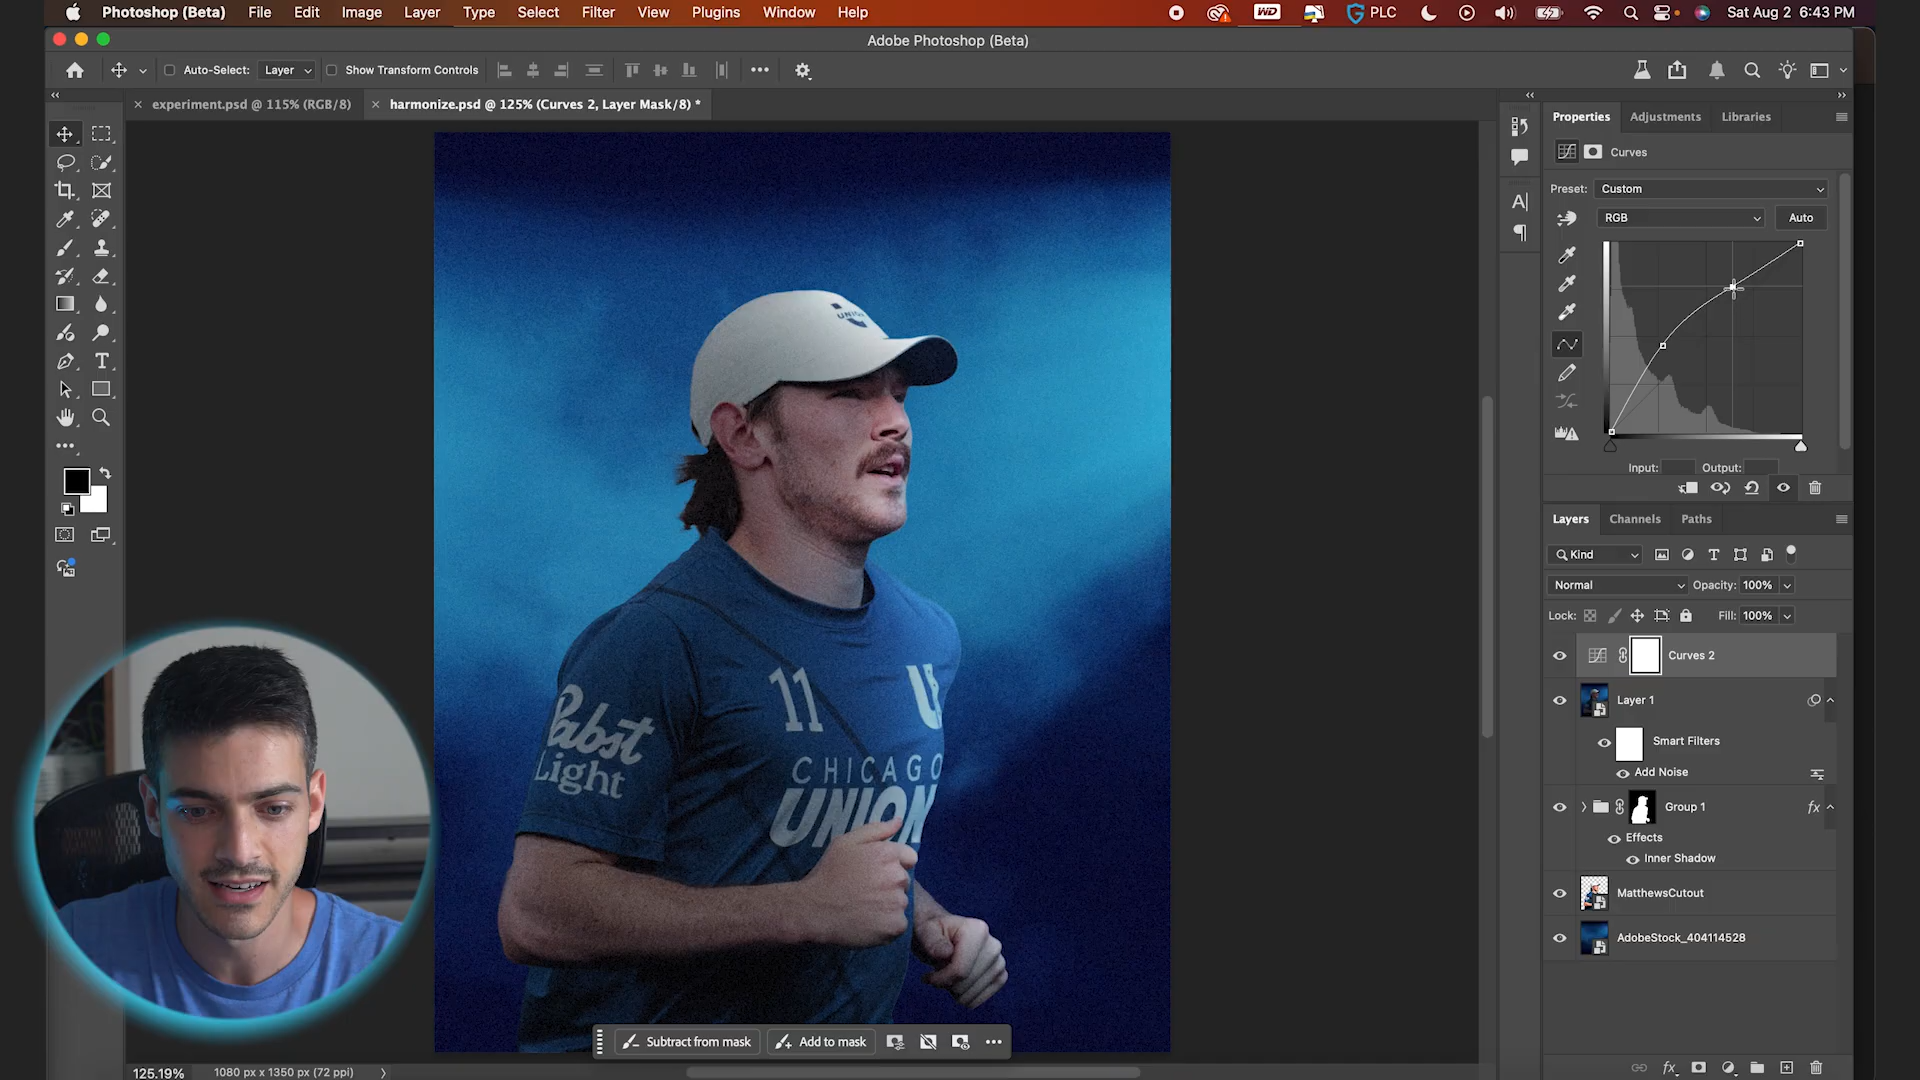 Photoshop (Beta) File Edit Image Layer Type Select Filter View Plugins Window Help WD PLC Sat Aug 2 6:43 PM
Adobe Photoshop (Beta)
Auto-Select: Layer Show Transform Controls
experiment.psd @ 115% (RGB/8) harmonize.psd @ 125% (Curves 2, Layer Mask/8) *
Properties Adjustments Libraries
Curves
Preset: Custom
RGB Auto
Input: Output:
Layers Channels Paths
Kind
Normal Opacity: 100%
Lock: Fill: 100%
Curves 2
Layer 1
Smart Filters
Add Noise
Group 1 fx
Effects
Inner Shadow
MatthewsCutout
AdobeStock_404114528
UNION
11 U
Pabst
Light
CHICAGO
UNION
Subtract from mask Add to mask
125.19% 1080 px x 1350 px (72 ppi)
fx